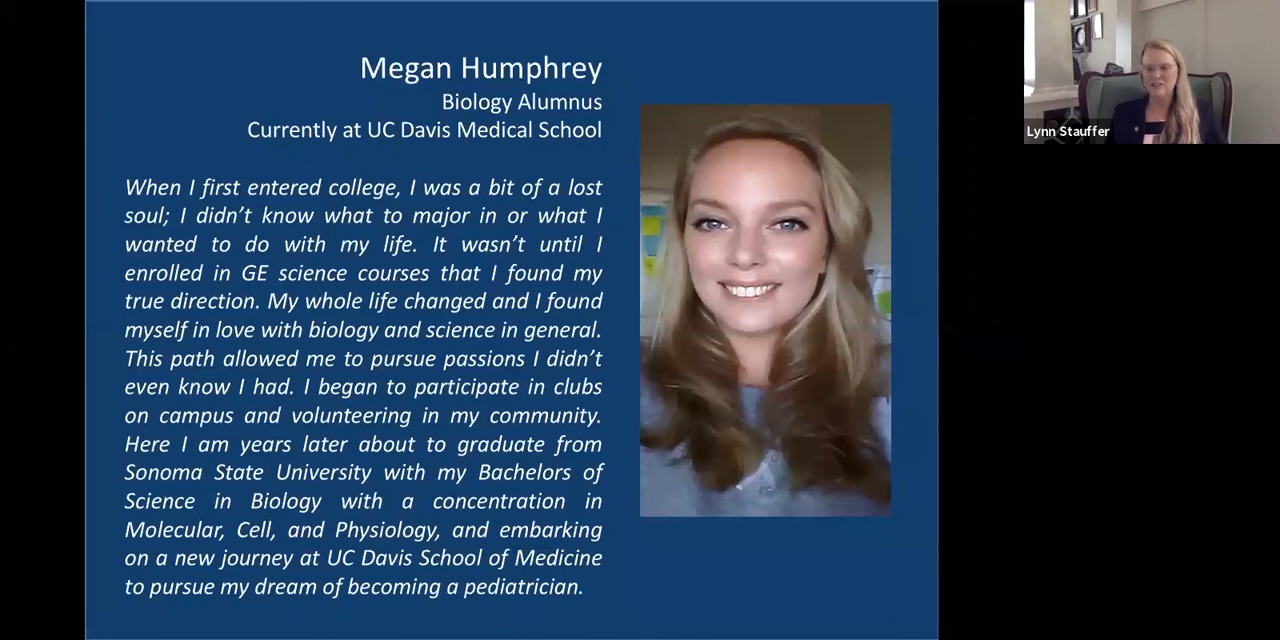 Megan Humphrey
Biology Alumnus
Currently at UC Davis Medical School
When I first entered college, I was a bit of a lost
soul; I didn't know what to major in or what I
wanted to do with my life. It wasn't until I
enrolled in GE science courses that I found my
true direction. My whole life changed and I found
myself in love with biology and science in general.
This path allowed me to pursue passions I didn't
even know I had. I began to participate in clubs
on campus and volunteering in my community.
Here I am years later about to graduate from
Sonoma State University with my Bachelors of
Science in Biology with a concentration in
Molecular, Cell, and Physiology, and embarking
on a new journey at UC Davis School of Medicine
to pursue my dream of becoming a pediatrician.
Lynn Stauffer